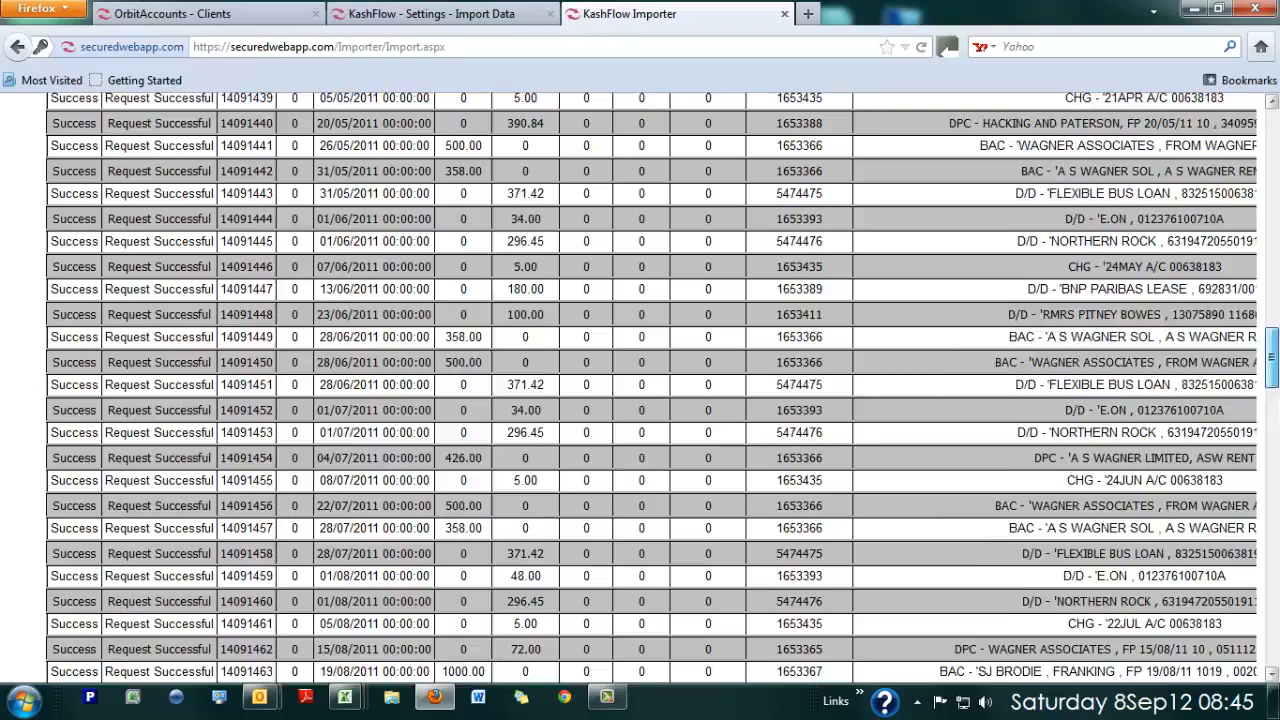 Firefox
OrbitAccounts - Clients
KashFlow - Settings - Import Data
KashFlow Importer
securedwebapp.com
https://securedwebapp.com/Importer/Import.aspx
Yahoo
Most Visited
Getting Started
Bookmarks
Success Request Successful 14091439 0 05/05/2011 00:00:00 0 5.00 0 0 0 1653435 CHG - '21APR A/C 00638183
Success Request Successful 14091440 0 20/05/2011 00:00:00 0 390.84 0 0 0 1653388 DPC - HACKING AND PATERSON, FP 20/05/11 10 , 340959
Success Request Successful 14091441 0 26/05/2011 00:00:00 500.00 0 0 0 0 1653366 BAC - 'WAGNER ASSOCIATES , FROM WAGNER
Success Request Successful 14091442 0 31/05/2011 00:00:00 358.00 0 0 0 0 1653366 BAC - 'A S WAGNER SOL , A S WAGNER REN
Success Request Successful 14091443 0 31/05/2011 00:00:00 0 371.42 0 0 0 5474475 D/D - 'FLEXIBLE BUS LOAN , 832515006381
Success Request Successful 14091444 0 01/06/2011 00:00:00 0 34.00 0 0 0 1653393 D/D - 'E.ON , 012376100710A
Success Request Successful 14091445 0 01/06/2011 00:00:00 0 296.45 0 0 0 5474476 D/D - 'NORTHERN ROCK , 63194720550191
Success Request Successful 14091446 0 07/06/2011 00:00:00 0 5.00 0 0 0 1653435 CHG - '24MAY A/C 00638183
Success Request Successful 14091447 0 13/06/2011 00:00:00 0 180.00 0 0 0 1653389 D/D - 'BNP PARIBAS LEASE , 692831/001
Success Request Successful 14091448 0 23/06/2011 00:00:00 0 100.00 0 0 0 1653411 D/D - 'RMRS PITNEY BOWES , 13075890 1168
Success Request Successful 14091449 0 28/06/2011 00:00:00 358.00 0 0 0 0 1653366 BAC - 'A S WAGNER SOL , A S WAGNER R
Success Request Successful 14091450 0 28/06/2011 00:00:00 500.00 0 0 0 0 1653366 BAC - 'WAGNER ASSOCIATES , FROM WAGNER A
Success Request Successful 14091451 0 28/06/2011 00:00:00 0 371.42 0 0 0 5474475 D/D - 'FLEXIBLE BUS LOAN , 83251500638
Success Request Successful 14091452 0 01/07/2011 00:00:00 0 34.00 0 0 0 1653393 D/D - 'E.ON , 012376100710A
Success Request Successful 14091453 0 01/07/2011 00:00:00 0 296.45 0 0 0 5474476 D/D - 'NORTHERN ROCK , 63194720550191
Success Request Successful 14091454 0 04/07/2011 00:00:00 426.00 0 0 0 0 1653366 DPC - 'A S WAGNER LIMITED, ASW RENT
Success Request Successful 14091455 0 08/07/2011 00:00:00 0 5.00 0 0 0 1653435 CHG - '24JUN A/C 00638183
Success Request Successful 14091456 0 22/07/2011 00:00:00 500.00 0 0 0 0 1653366 BAC - 'WAGNER ASSOCIATES , FROM WAGNER A
Success Request Successful 14091457 0 28/07/2011 00:00:00 358.00 0 0 0 0 1653366 BAC - 'A S WAGNER SOL , A S WAGNER R
Success Request Successful 14091458 0 28/07/2011 00:00:00 0 371.42 0 0 0 5474475 D/D - 'FLEXIBLE BUS LOAN , 8325150063819
Success Request Successful 14091459 0 01/08/2011 00:00:00 0 48.00 0 0 0 1653393 D/D - 'E.ON , 012376100710A
Success Request Successful 14091460 0 01/08/2011 00:00:00 0 296.45 0 0 0 5474476 D/D - 'NORTHERN ROCK , 631947205501913
Success Request Successful 14091461 0 05/08/2011 00:00:00 0 5.00 0 0 0 1653435 CHG - '22JUL A/C 00638183
Success Request Successful 14091462 0 15/08/2011 00:00:00 0 72.00 0 0 0 1653365 DPC - WAGNER ASSOCIATES , FP 15/08/11 10 , 051112
Success Request Successful 14091463 0 19/08/2011 00:00:00 1000.00 0 0 0 0 1653367 BAC - 'SJ BRODIE , FRANKING , FP 19/08/11 1019 , 0020
Links
Saturday 8Sep12 08:45